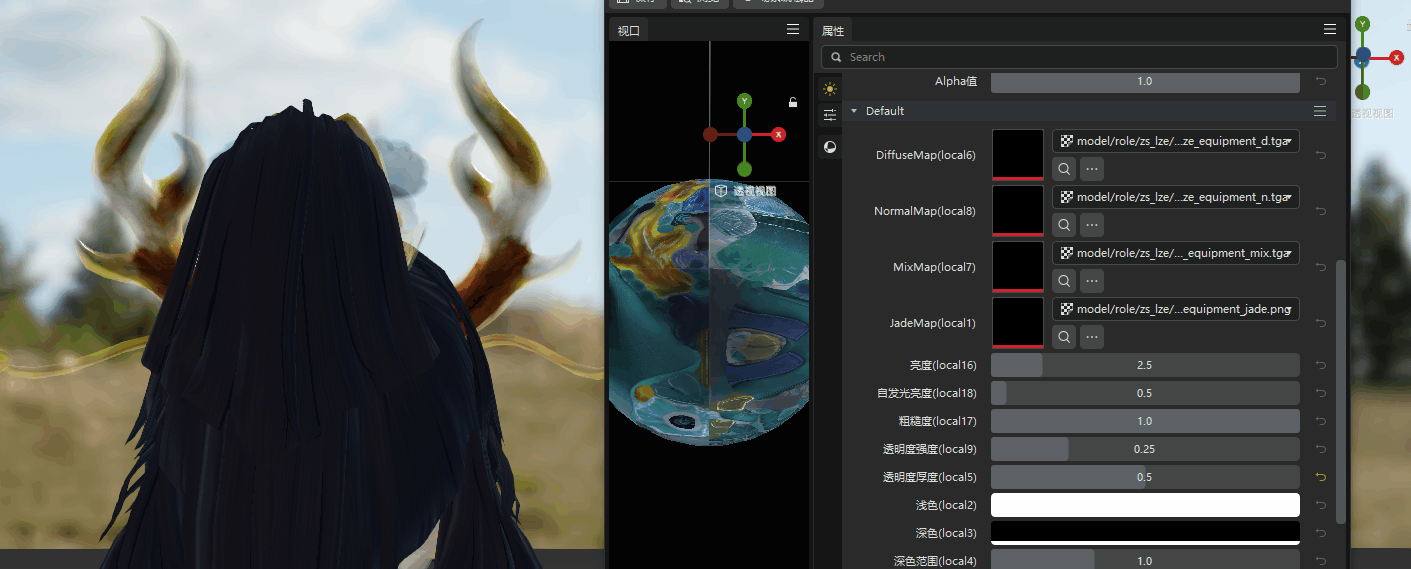 视口
属性
Search
Y
X
透视视图
Alpha值
1.0
Default
DiffuseMap(local6)
model/role/zs_lze/...ze_equipment_d.tga
NormalMap(local8)
model/role/zs_lze/...ze_equipment_n.tga
MixMap(local7)
model/role/zs_lze/..._equipment_mix.tga
JadeMap(local1)
model/role/zs_lze/...equipment_jade.png
亮度(local16)
2.5
自发光亮度(local18)
0.5
粗糙度(local17)
1.0
透明度强度(local9)
0.25
透明度厚度(local5)
0.5
浅色(local2)
深色(local3)
深色范围(local4)
1.0
Y
X
透视视图